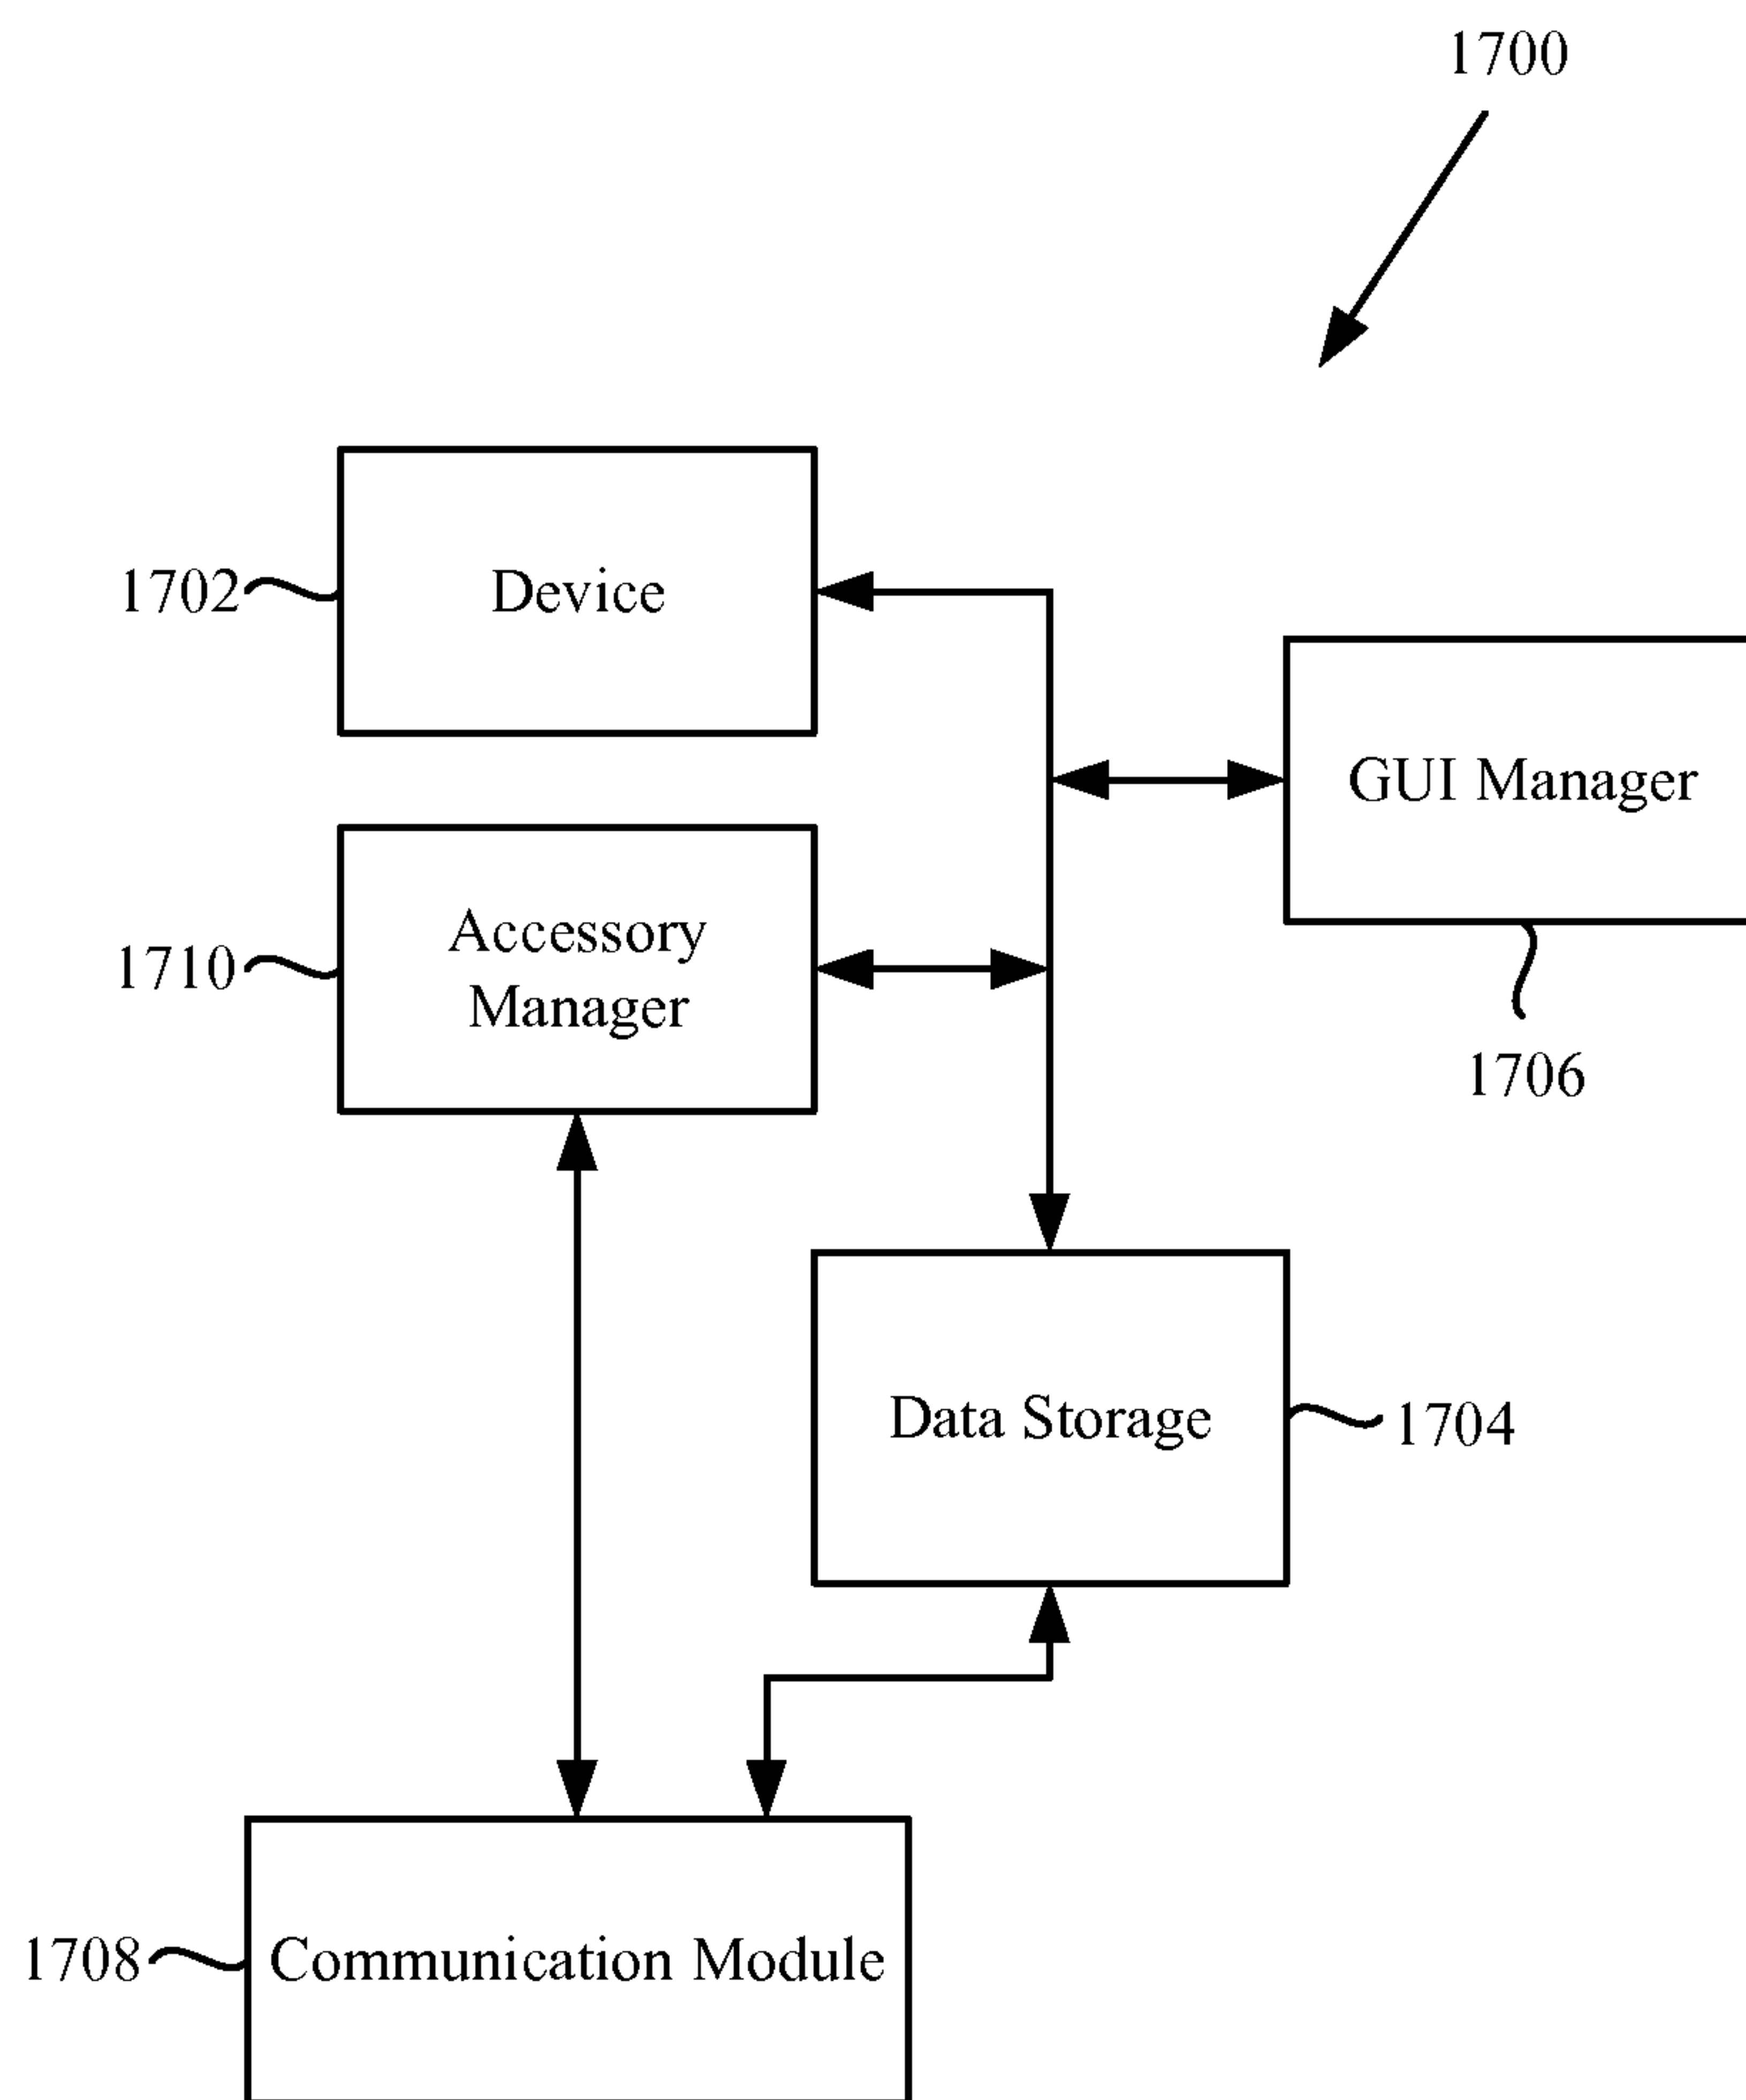 1700
Device
1702
GUI Manager
Accessory
Manager
1710
1706
Data Storage
1704
Communication Module
1708